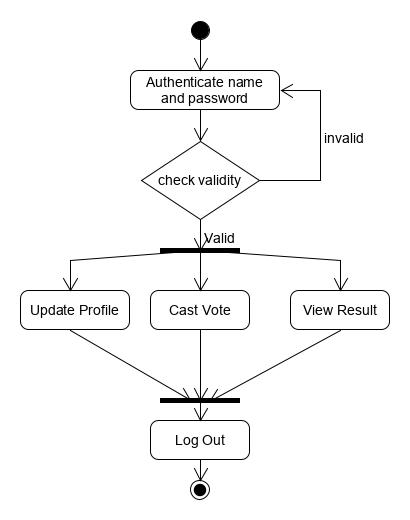 Authenticate name
and password
invalid
check validity
Valid
Update Profile
Cast Vote
View Result
Log Out